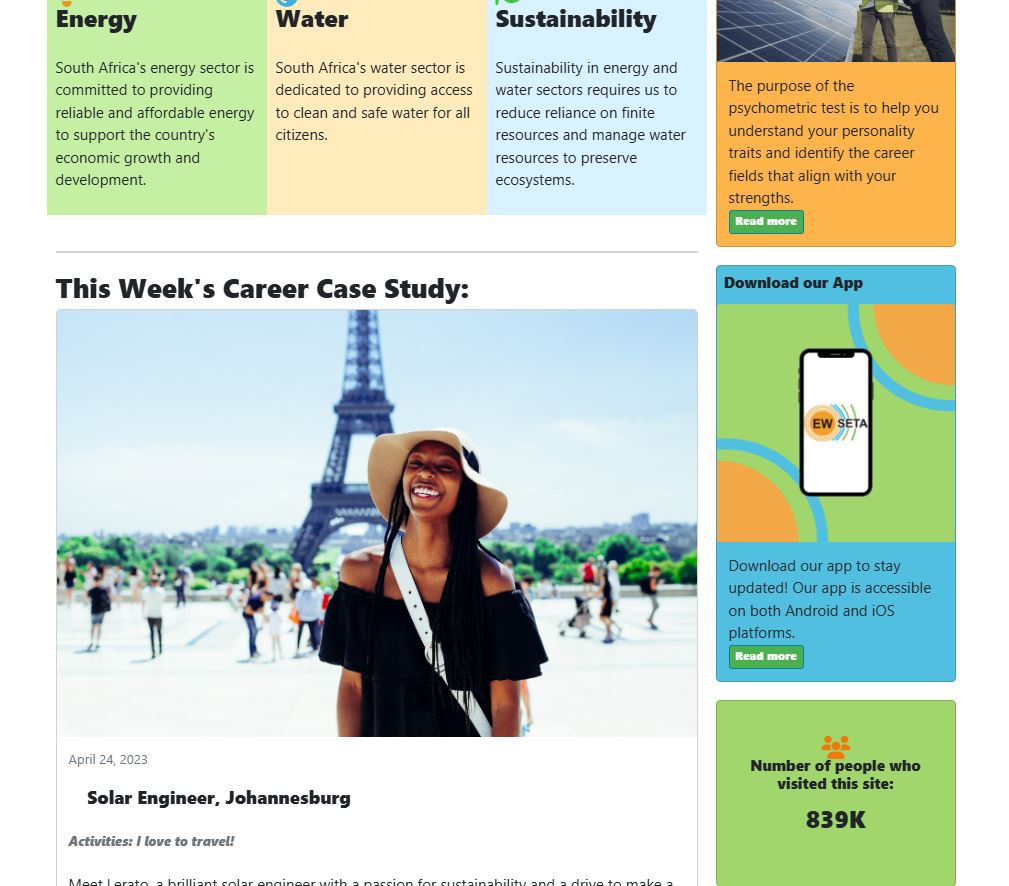 Energy
South Africa's energy sector is
committed to providing
reliable and affordable energy
to support the country's
economic growth and
development.
Water
South Africa's water sector is
dedicated to providing access
to clean and safe water for all
citizens.
Sustainability
Sustainability in energy and
water sectors requires us to
reduce reliance on finite
resources and manage water
resources to preserve
ecosystems.
This Week's Career Case Study:
April 24, 2023
Solar Engineer, Johannesburg
Activities: I love to travel!
Meet Lerato, a brilliant solar engineer with a passion for sustainability and a drive to make a
The purpose of the
psychometric test is to help you
understand your personality
traits and identify the career
fields that align with your
strengths.
Read more
Download our App
EW SETA
Download our app to stay
updated! Our app is accessible
on both Android and iOS
platforms.
Read more
Number of people who
visited this site:
839K